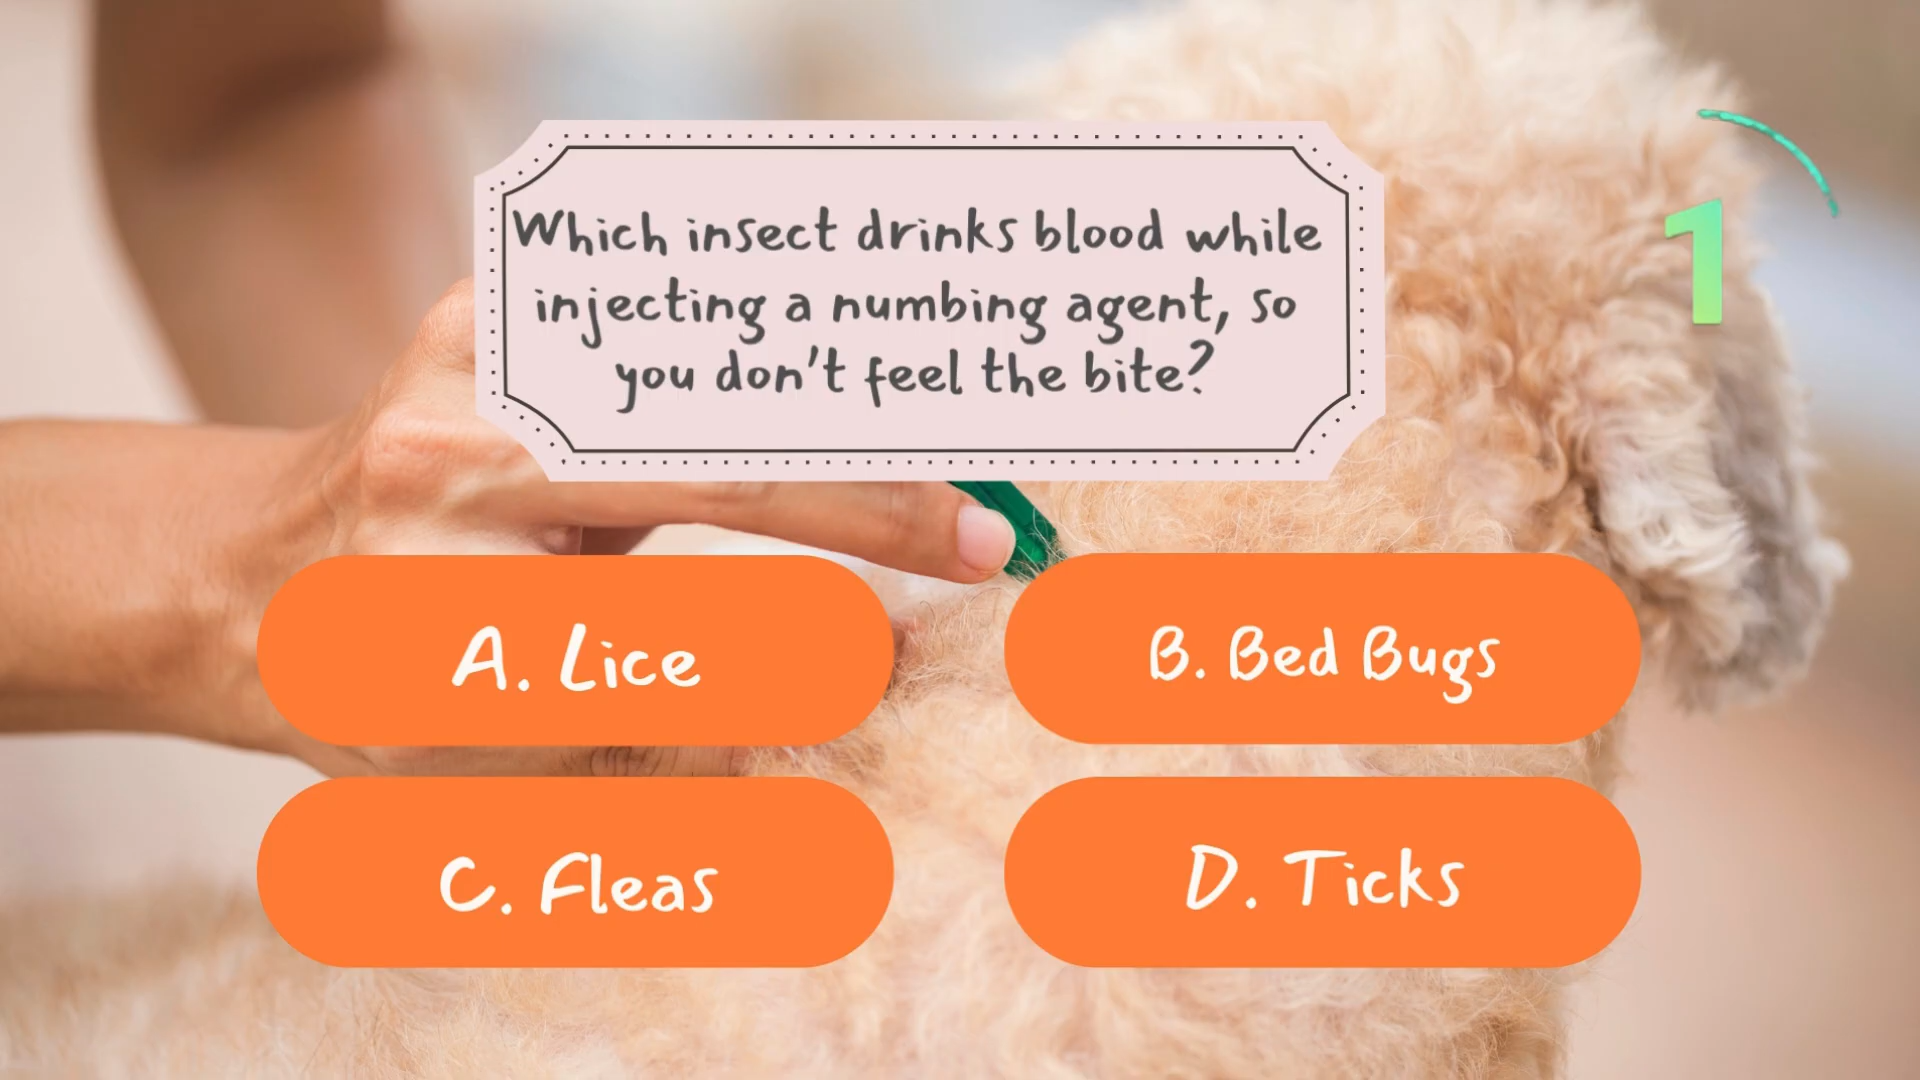 Which insect drinks blood while
injecting a numbing agent, so
you don't feel the bite?
1
A. Lice
B. Bed Bugs
C. Fleas
D. Ticks